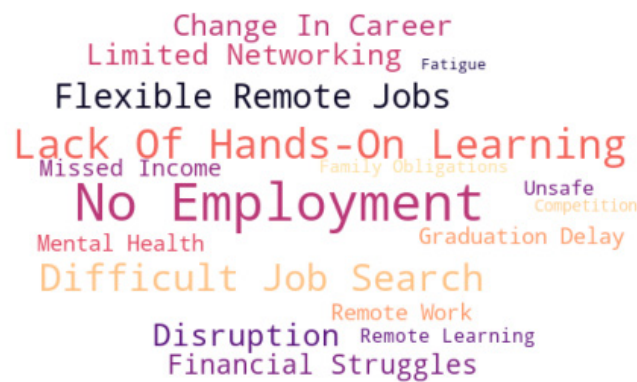 Change In Career
Limited Networking
Fatigue
Flexible Remote Jobs
Lack Of Hands-On Learning
Missed Income
Family Obligations
No Employment
Unsafe
Competition
Mental Health
Graduation Delay
Difficult Job Search
Remote Work
Disruption
Remote Learning
Financial Struggles